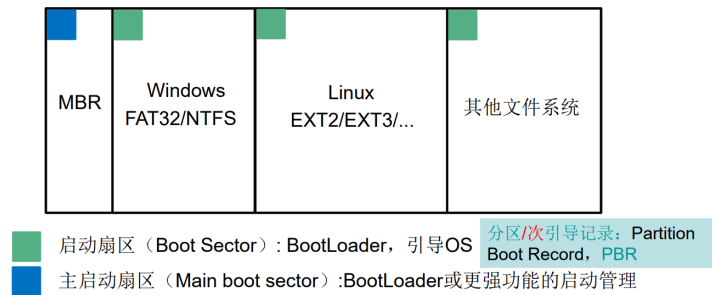 MBR
Windows
FAT32/NTFS
Linux
EXT2/EXT3/...
其他文件系统
启动扇区（Boot Sector）: BootLoader，引导OS
分区/次引导记录：Partition
Boot Record，PBR
主启动扇区（Main boot sector）:BootLoader或更强功能的启动管理